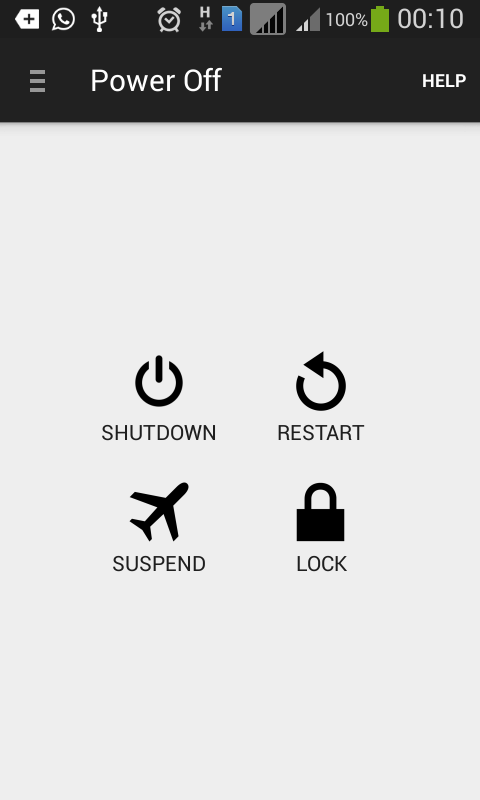 H 1 100% 00:10
Power Off HELP
SHUTDOWN RESTART
SUSPEND LOCK